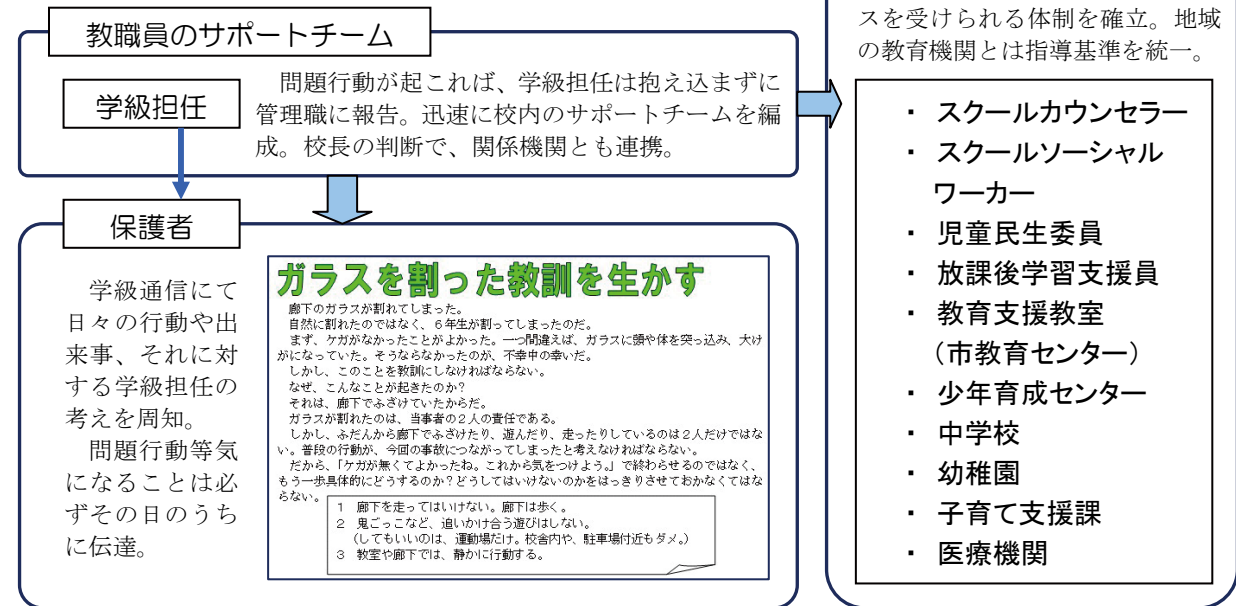 教職員のサポートチーム
学級担任
問題行動が起これば、学級担任は抱え込まずに
管理職に報告。迅速に校内のサポートチームを編
成。校長の判断で、関係機関とも連携。
保護者
学級通信にて
日々の行動や出
来事、それに対
する学級担任の
考えを周知。
問題行動等気
になることは必
ずその日のうち
に伝達。
ガラスを割った教訓を生かす
廊下のガラスが割れてしまった。
自然に割れたのではなく、6年生が割ってしまったのだ。
まず、ケガがなかったことがよかった。一つ間違えば、ガラスに頭や体を突っ込み、大け
がになっていた。そうならなかったのが、不幸中の幸いだ。
しかし、このことを教訓にしなければならない。
なぜ、こんなことが起きたのか？
それは、廊下でふざけていたからだ。
ガラスが割れたのは、当事者の2人の責任である。
しかし、ふだんから廊下でふざけたり、遊んだり、走ったりしているのは2人だけではな
い。普段の行動が、今回の事故につながってしまったと考えなければならない。
だから、「ケガが無くてよかったね。これから気をつけよう。」で終わらせるのではなく、
もう一歩具体的にどうするのか？どうしてはいけないのかをはっきりさせておかなくてはな
らない。
1 廊下を走ってはいけない。廊下は歩く。
2 鬼ごっこなど、追いかけ合う遊びはしない。
(してもいいのは、運動場だけ。校舎内や、駐車場付近もダメ。)
3 教室や廊下では、静かに行動する。
スを受けられる体制を確立。地域
の教育機関とは指導基準を統一。
・ スクールカウンセラー
・ スクールソーシャル
ワーカー
・ 児童民生委員
・ 放課後学習支援員
・ 教育支援教室
（市教育センター）
・ 少年育成センター
・ 中学校
・ 幼稚園
・ 子育て支援課
・ 医療機関